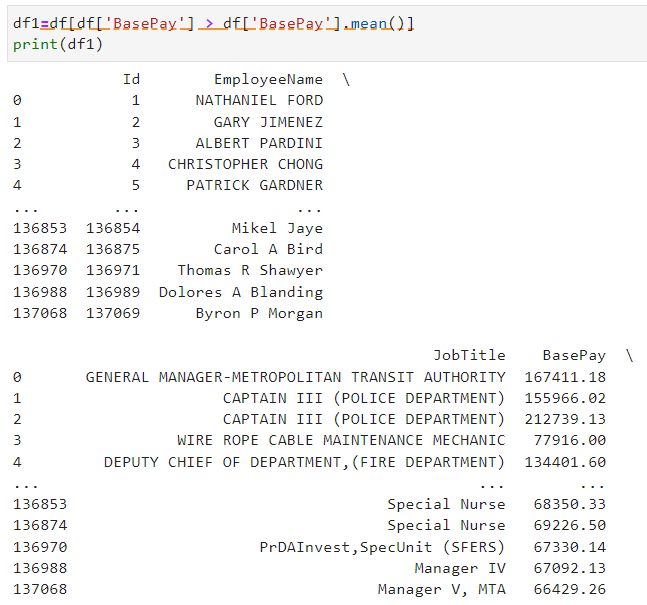 df1=df[df['BasePay'] > df['BasePay'].mean()]
print(df1)
Id EmployeeName \
0 1 NATHANIEL FORD
1 2 GARY JIMENEZ
2 3 ALBERT PARDINI
3 4 CHRISTOPHER CHONG
4 5 PATRICK GARDNER
... ... ...
136853 136854 Mikel Jaye
136874 136875 Carol A Bird
136970 136971 Thomas R Shawyer
136988 136989 Dolores A Blanding
137068 137069 Byron P Morgan
JobTitle BasePay \
0 GENERAL MANAGER-METROPOLITAN TRANSIT AUTHORITY 167411.18
1 CAPTAIN III (POLICE DEPARTMENT) 155966.02
2 CAPTAIN III (POLICE DEPARTMENT) 212739.13
3 WIRE ROPE CABLE MAINTENANCE MECHANIC 77916.00
4 DEPUTY CHIEF OF DEPARTMENT,(FIRE DEPARTMENT) 134401.60
... ... ...
136853 Special Nurse 68350.33
136874 Special Nurse 69226.50
136970 PrDAInvest,SpecUnit (SFERS) 67330.14
136988 Manager IV 67092.13
137068 Manager V, MTA 66429.26